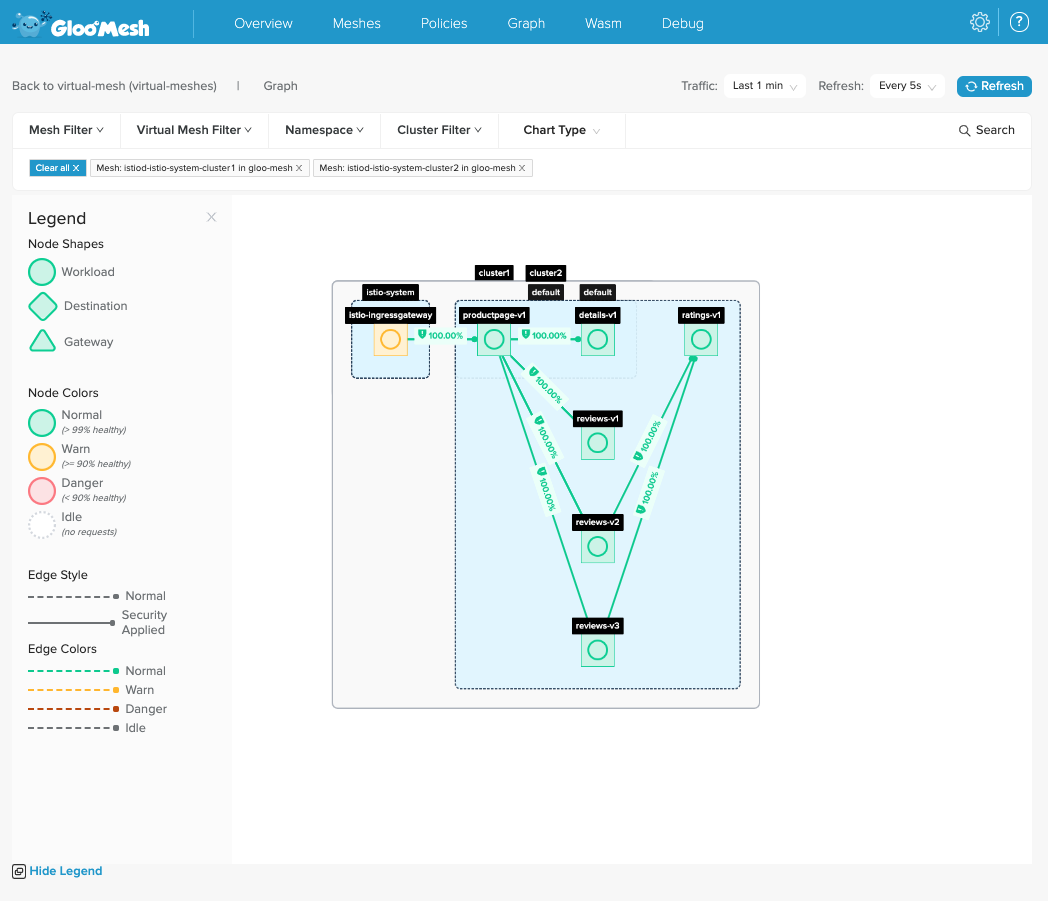 Gloo Mesh
Overview Meshes Policies Graph Wasm Debug
?
Back to virtual-mesh (virtual-meshes) | Graph
Traffic: Last 1 min Refresh: Every 5s Refresh
Mesh Filter Virtual Mesh Filter Namespace Cluster Filter Chart Type Search
Clear all X Mesh: istiod-istio-system-cluster1 in gloo-mesh X Mesh: istiod-istio-system-cluster2 in gloo-mesh X
Legend
Node Shapes
Workload
Destination
Gateway
Node Colors
Normal
(> 99% healthy)
Warn
(>= 90% healthy)
Danger
(< 90% healthy)
Idle
(no requests)
Edge Style
Normal
Security
Applied
Edge Colors
Normal
Warn
Danger
Idle
cluster1 cluster2
istio-system default default
istio-ingressgateway productpage-v1 details-v1 ratings-v1
100.00% 100.00%
100.00%
reviews-v1
100.00% 100.00%
100.00% 100.00%
reviews-v2
reviews-v3
Hide Legend